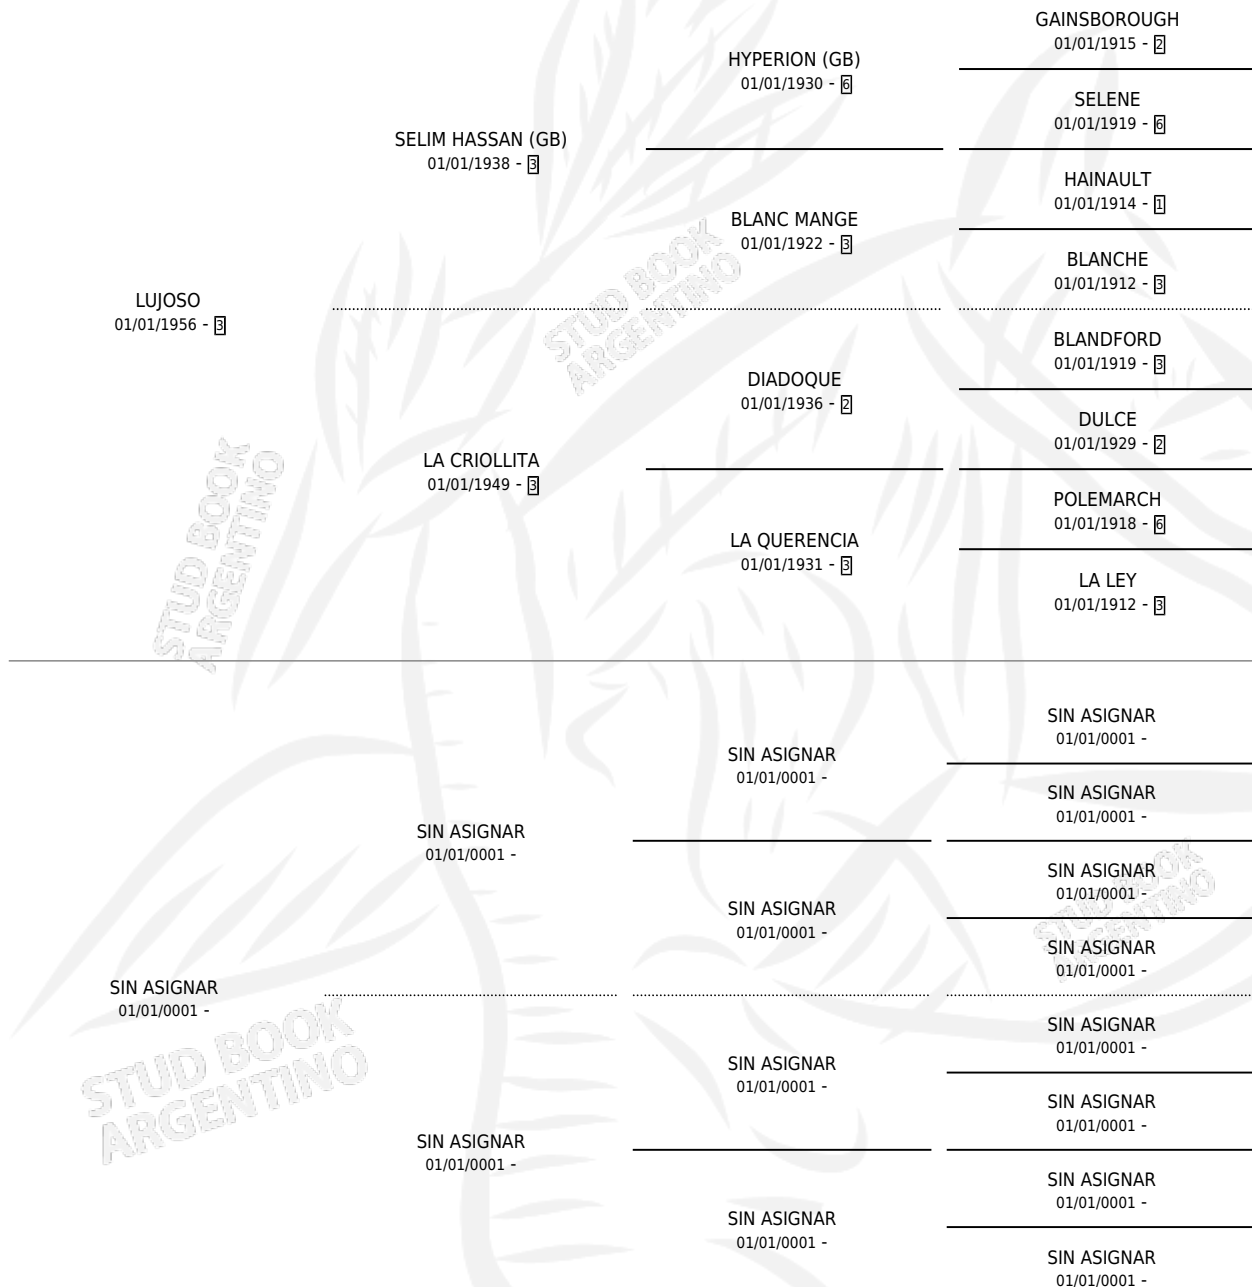 GAINSBOROUGH
01/01/1915 - 2
HYPERION (GB)
01/01/1930 - 6
SELENE
01/01/1919 - 6
SELIM HASSAN (GB)
01/01/1938 - 3
HAINAULT
01/01/1914 - 1
BLANC MANGE
01/01/1922 - 3
BLANCHE
01/01/1912 - 3
LUJOSO
01/01/1956 - 3
BLANDFORD
01/01/1919 - 3
DIADOQUE
01/01/1936 - 2
DULCE
01/01/1929 - 2
LA CRIOLLITA
01/01/1949 - 3
POLEMARCH
01/01/1918 - 6
LA QUERENCIA
01/01/1931 - 3
LA LEY
01/01/1912 - 3
STUD BOOK
ARGENTINO
STUD BOOK
ARGENTINO
SIN ASIGNAR
01/01/0001 -
SIN ASIGNAR
01/01/0001 -
SIN ASIGNAR
01/01/0001 -
SIN ASIGNAR
01/01/0001 -
SIN ASIGNAR
01/01/0001 -
SIN ASIGNAR
01/01/0001 -
SIN ASIGNAR
01/01/0001 -
SIN ASIGNAR
01/01/0001 -
SIN ASIGNAR
01/01/0001 -
SIN ASIGNAR
01/01/0001 -
SIN ASIGNAR
01/01/0001 -
SIN ASIGNAR
01/01/0001 -
SIN ASIGNAR
01/01/0001 -
SIN ASIGNAR
01/01/0001 -
SIN ASIGNAR
01/01/0001 -
STUD BOOK
ARGENTINO
STUD BOOK
ARGENTINO